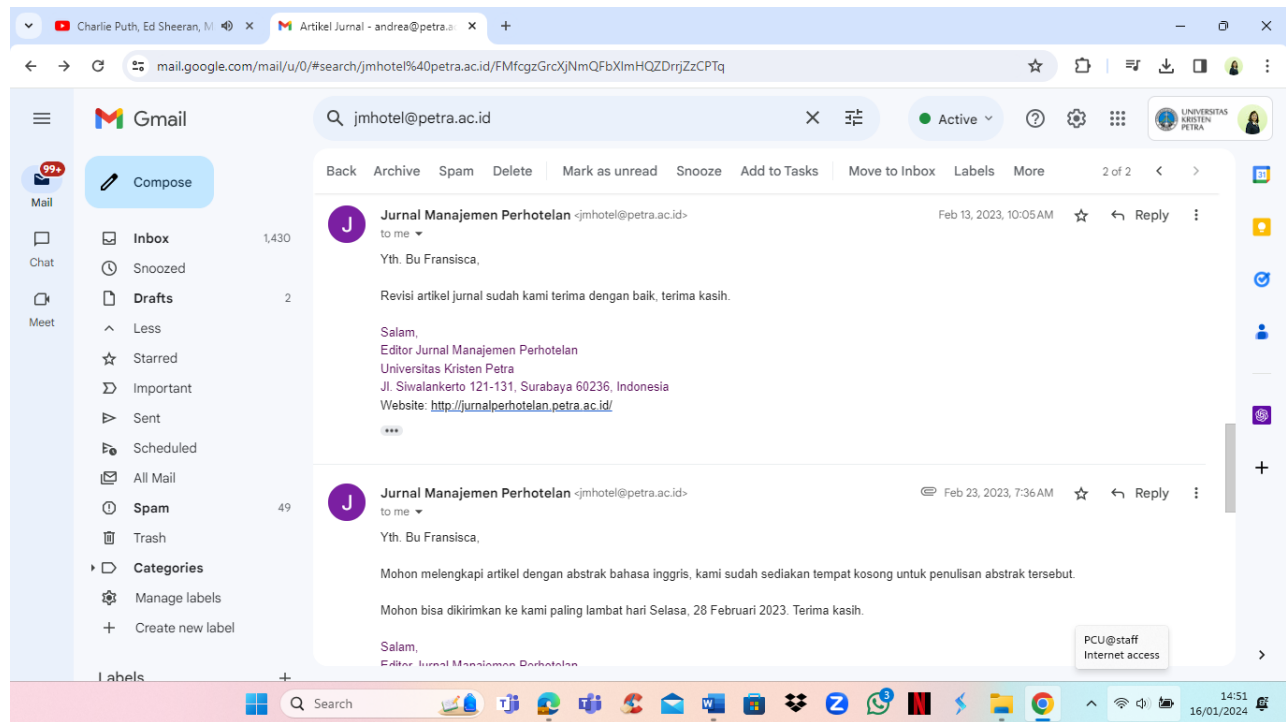 Charlie Puth, Ed Sheeran, M
Artikel Jurnal - andrea@petra.a
mail.google.com/mail/u/0/#search/jmhotel%40petra.ac.id/FMfcgzGrcXjNmQFbXlmHQZDrrjZzCPTq
Gmail
jmhotel@petra.ac.id
Active
UNIVERSITAS
KRISTEN
PETRA
99+
Mail
Chat
Meet
Compose
Inbox 1,430
Snoozed
Drafts 2
Less
Starred
Important
Sent
Scheduled
All Mail
Spam 49
Trash
Categories
Manage labels
Create new label
Labels
Back Archive Spam Delete Mark as unread Snooze Add to Tasks Move to Inbox Labels More 2 of 2
31
J
Jurnal Manajemen Perhotelan <jmhotel@petra.ac.id> Feb 13, 2023, 10:05 AM Reply
to me
Yth. Bu Fransisca,
Revisi artikel jurnal sudah kami terima dengan baik, terima kasih.
Salam,
Editor Jurnal Manajemen Perhotelan
Universitas Kristen Petra
Jl. Siwalankerto 121-131, Surabaya 60236, Indonesia
Website: http://jurnalperhotelan.petra.ac.id/
J
Jurnal Manajemen Perhotelan <jmhotel@petra.ac.id> Feb 23, 2023, 7:36 AM Reply
to me
Yth. Bu Fransisca,
Mohon melengkapi artikel dengan abstrak bahasa inggris, kami sudah sediakan tempat kosong untuk penulisan abstrak tersebut.
Mohon bisa dikirimkan ke kami paling lambat hari Selasa, 28 Februari 2023. Terima kasih.
Salam,
Editor Jurnal Manajemen Perhotelan
PCU@staff
Internet access
Search
3
14:51
16/01/2024